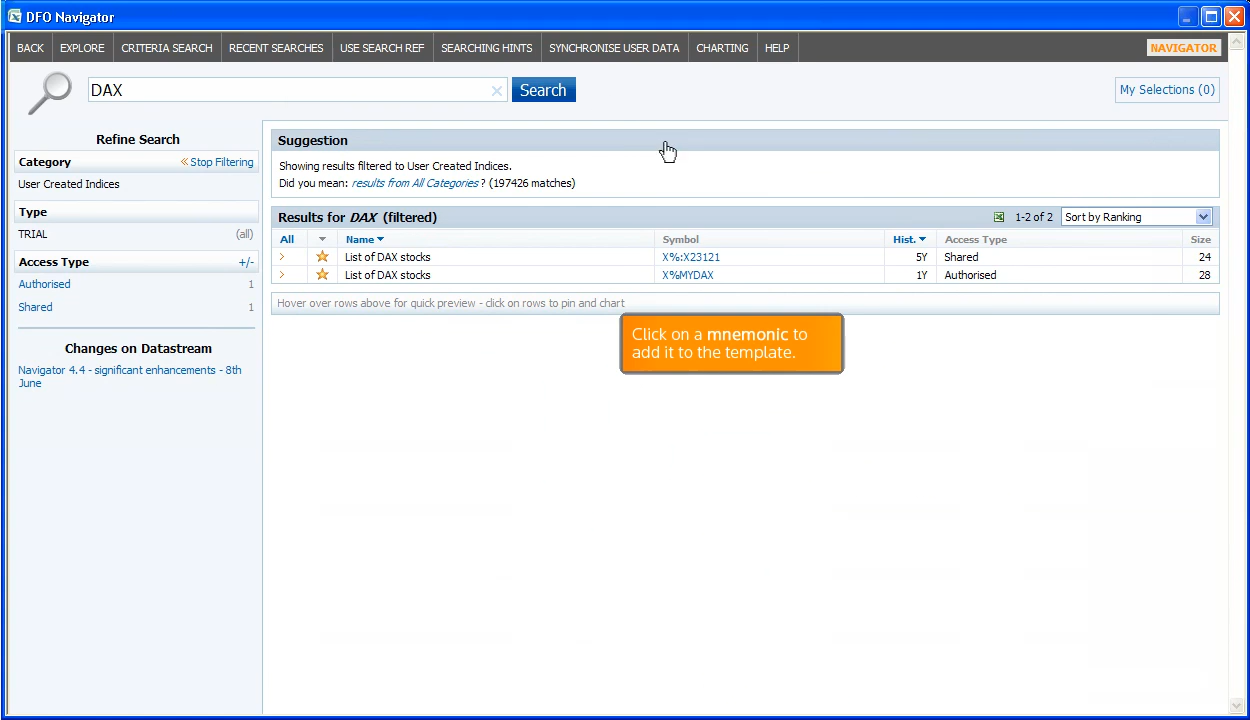 DFO Navigator
BACK EXPLORE CRITERIA SEARCH RECENT SEARCHES USE SEARCH REF SEARCHING HINTS SYNCHRONISE USER DATA CHARTING HELP NAVIGATOR
DAX Search My Selections (0)
Refine Search
Category «Stop Filtering
User Created Indices
Type
TRIAL (all)
Access Type +/-
Authorised 1
Shared 1
Changes on Datastream
Navigator 4.4 - significant enhancements - 8th
June
Suggestion
Showing results filtered to User Created Indices.
Did you mean: results from All Categories ? (197426 matches)
Results for DAX (filtered) 1-2 of 2 Sort by Ranking
All Name Symbol Hist. Access Type Size
List of DAX stocks X%:X23121 5Y Shared 24
List of DAX stocks X%MYDAX 1Y Authorised 28
Hover over rows above for quick preview - click on rows to pin and chart
Click on a mnemonic to
add it to the template.